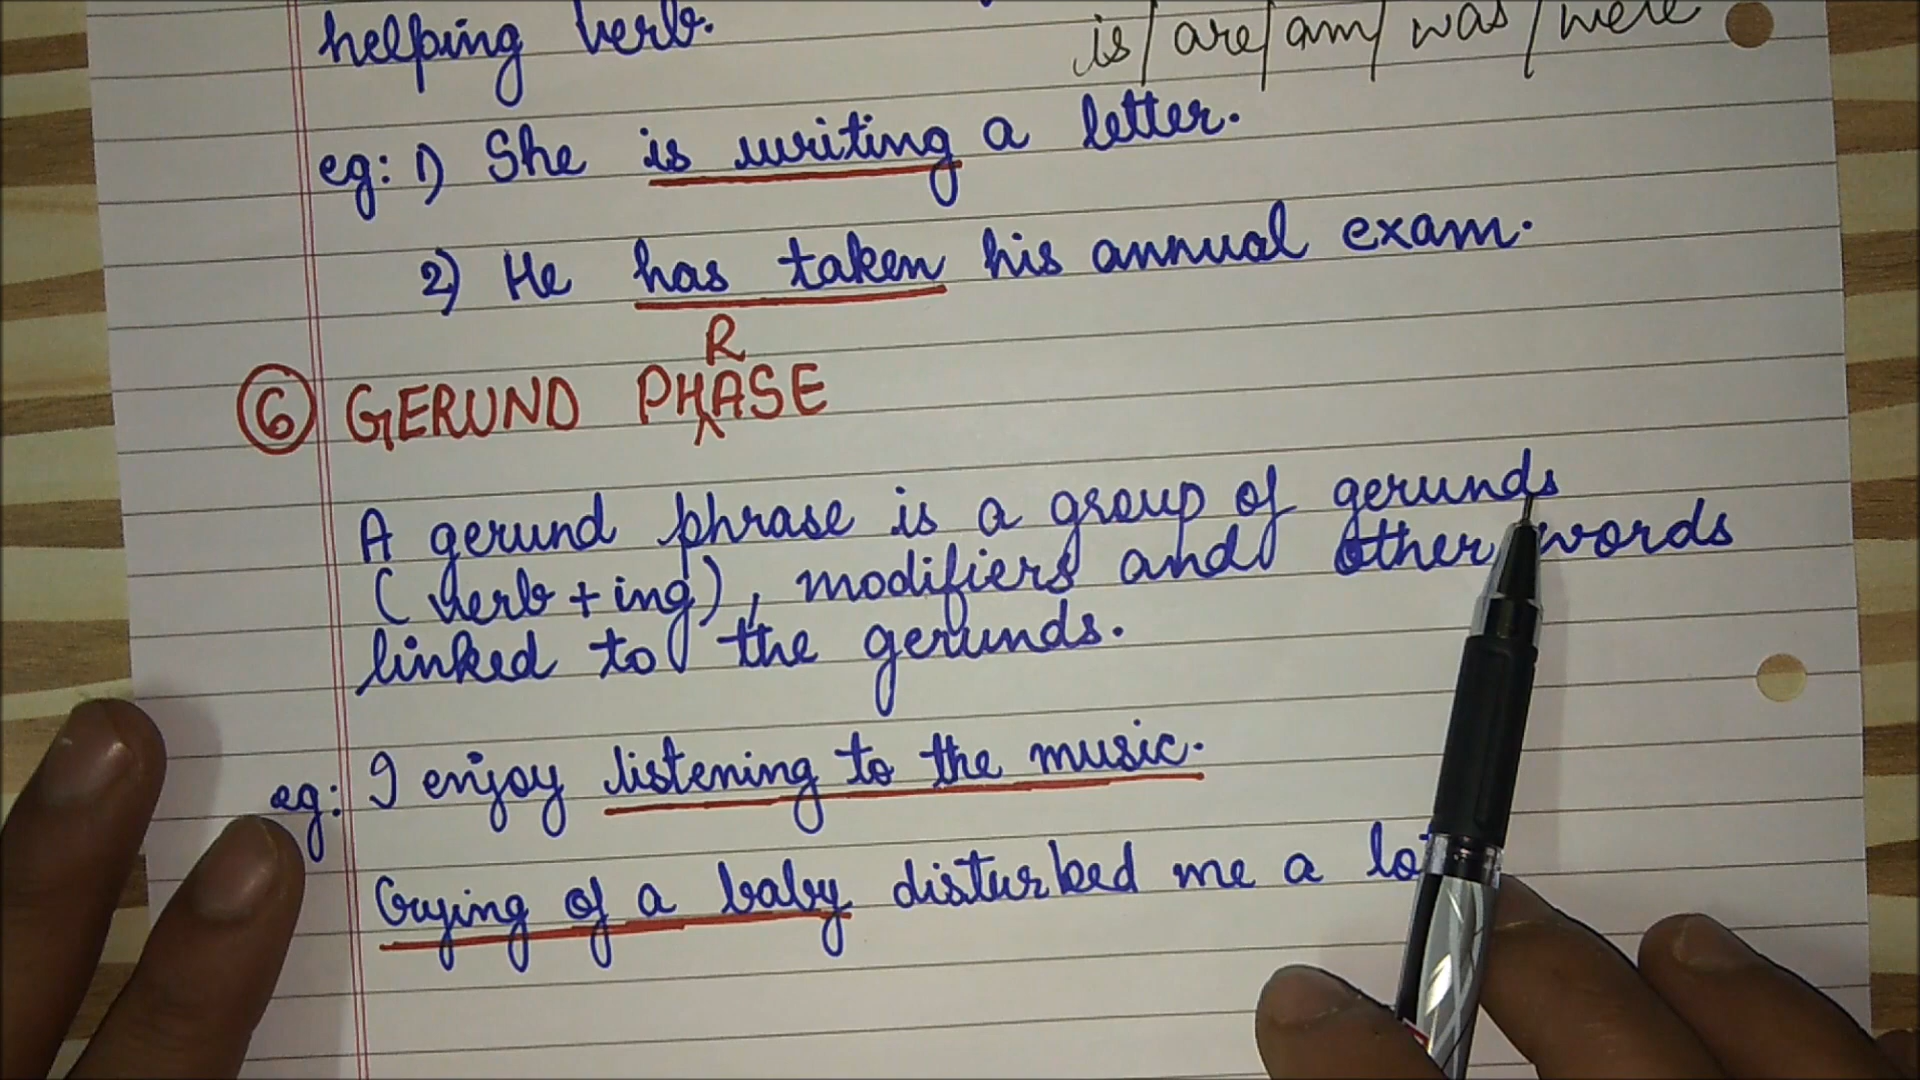 helping verb.
is/are/am/was/were
eg: 1) She is writing a letter.
2) He has taken his annual exam.
R
6 GERUND PHASE
A gerund phrase is a group of gerunds
(verb + ing), modifiers and other words
linked to the gerunds.
eg: I enjoy listening to the music.
Crying of a baby disturbed me a lot